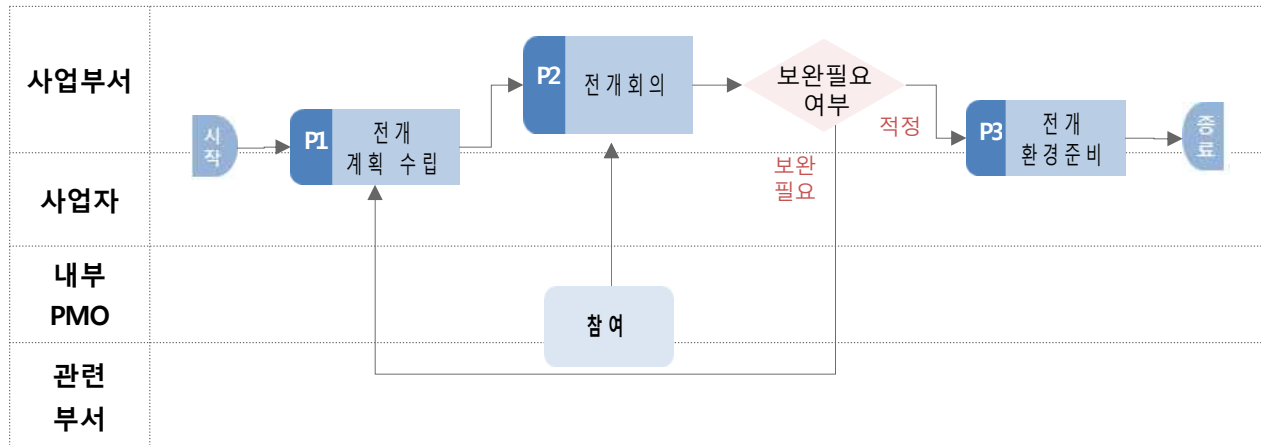 사업부서
시
작
P1
전개
계획 수립
P2
전개회의
보완필요
여부
적정
보완
필요
P3
전개
환경준비
종
료
사업자
내부
PMO
참여
관련
부서